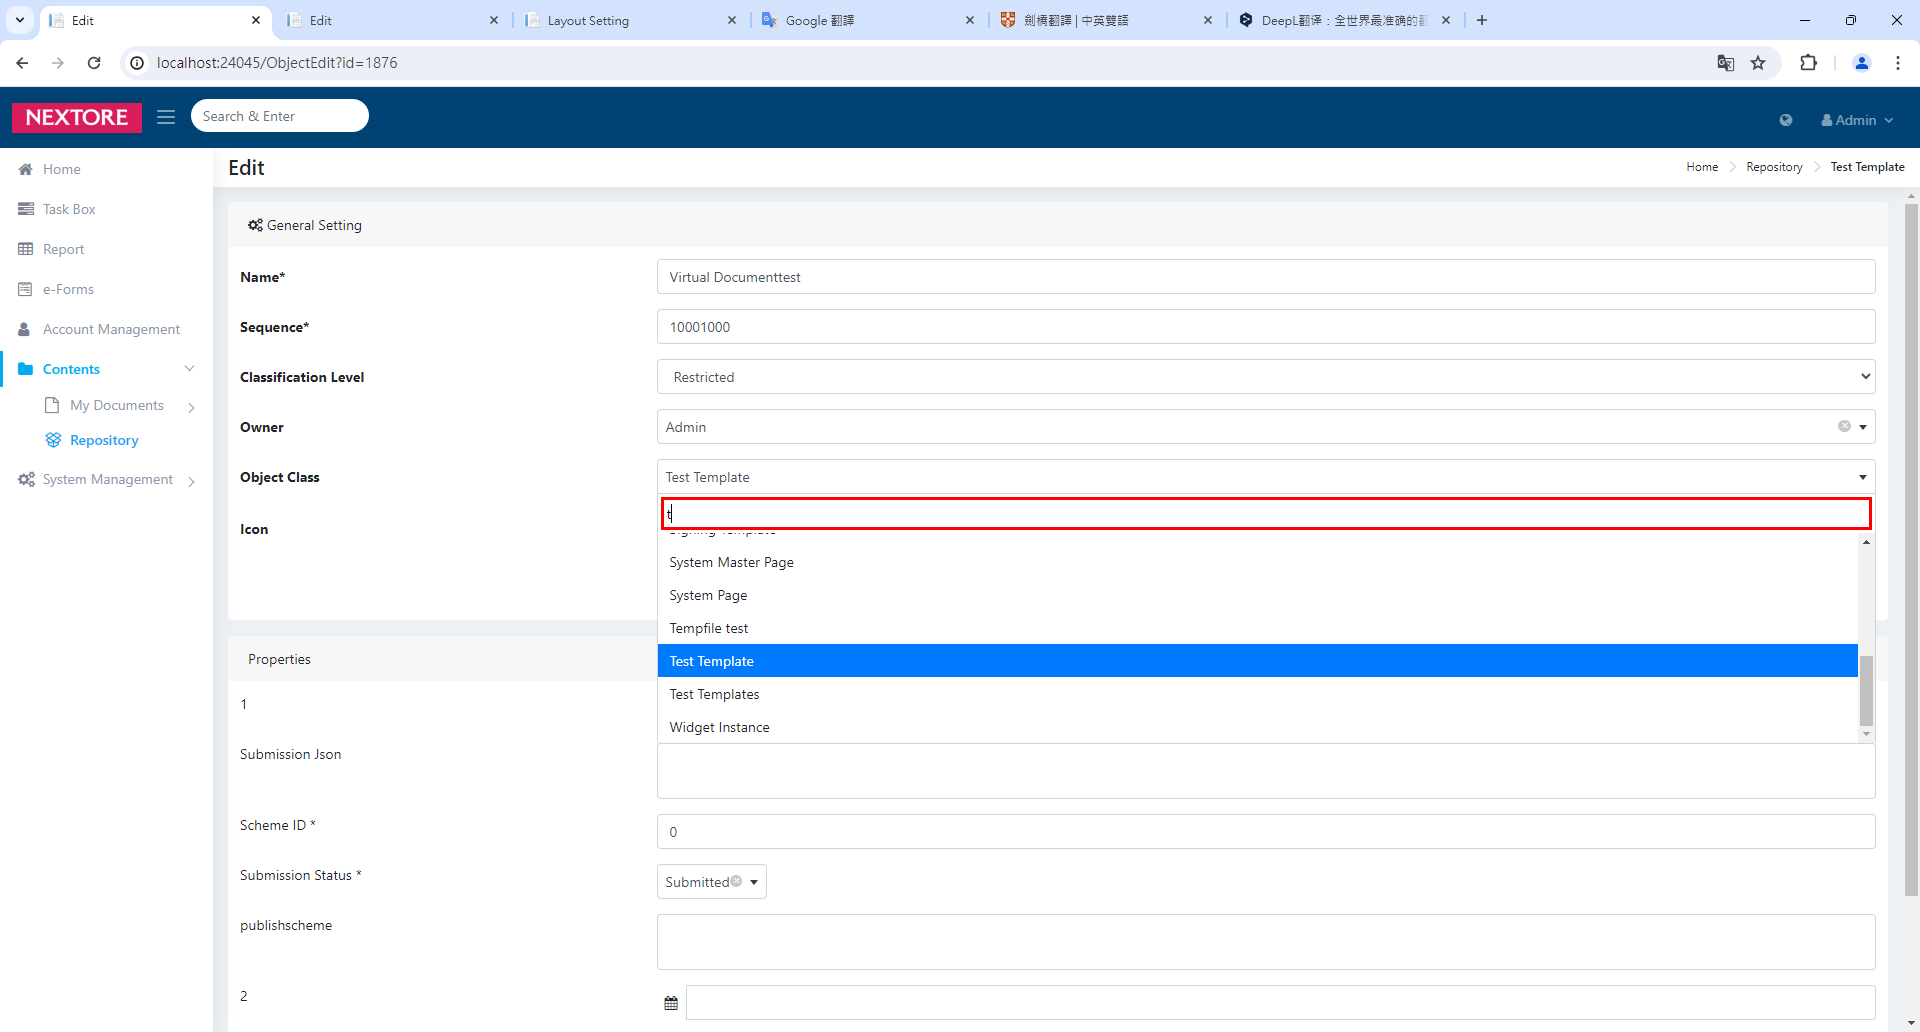 Edit
Edit
Layout Setting
Google 翻譯
劍橋翻譯 | 中英雙語
DeepL翻译：全世界最准确的翻
localhost:24045/ObjectEdit?id=1876
NEXTORE
Search & Enter
Admin
Home
Task Box
Report
e-Forms
Account Management
Contents
My Documents
Repository
System Management
Edit
Home
Repository
Test Template
General Setting
Name*
Virtual Documenttest
Sequence*
10001000
Classification Level
Restricted
Owner
Admin
Object Class
Test Template
t
Icon
Signing Template
System Master Page
System Page
Tempfile test
Test Template
Test Templates
Widget Instance
Properties
1
Submission Json
Scheme ID *
0
Submission Status *
Submitted
publishscheme
2